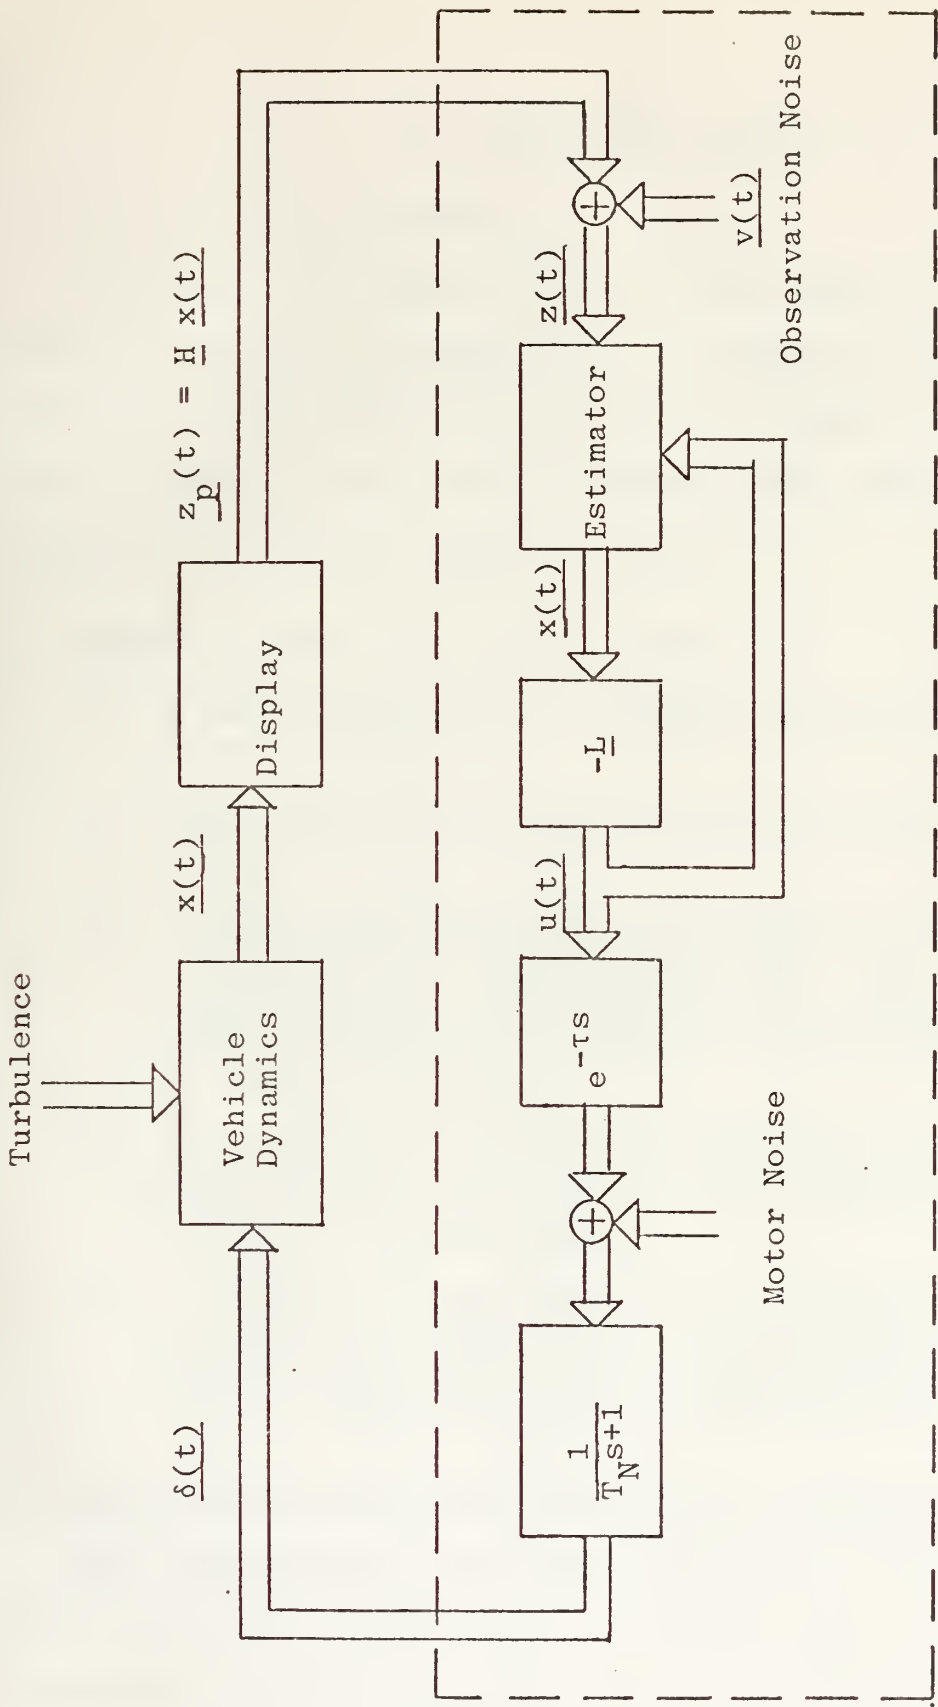 Turbulence
δ(t)
Vehicle
Dynamics
x(t)
Display
z_p(t) = H x(t)
1
T_N s+1
e^-τs
u(t)
-L
x(t)
Estimator
z(t)
v(t)
Motor Noise
Observation Noise